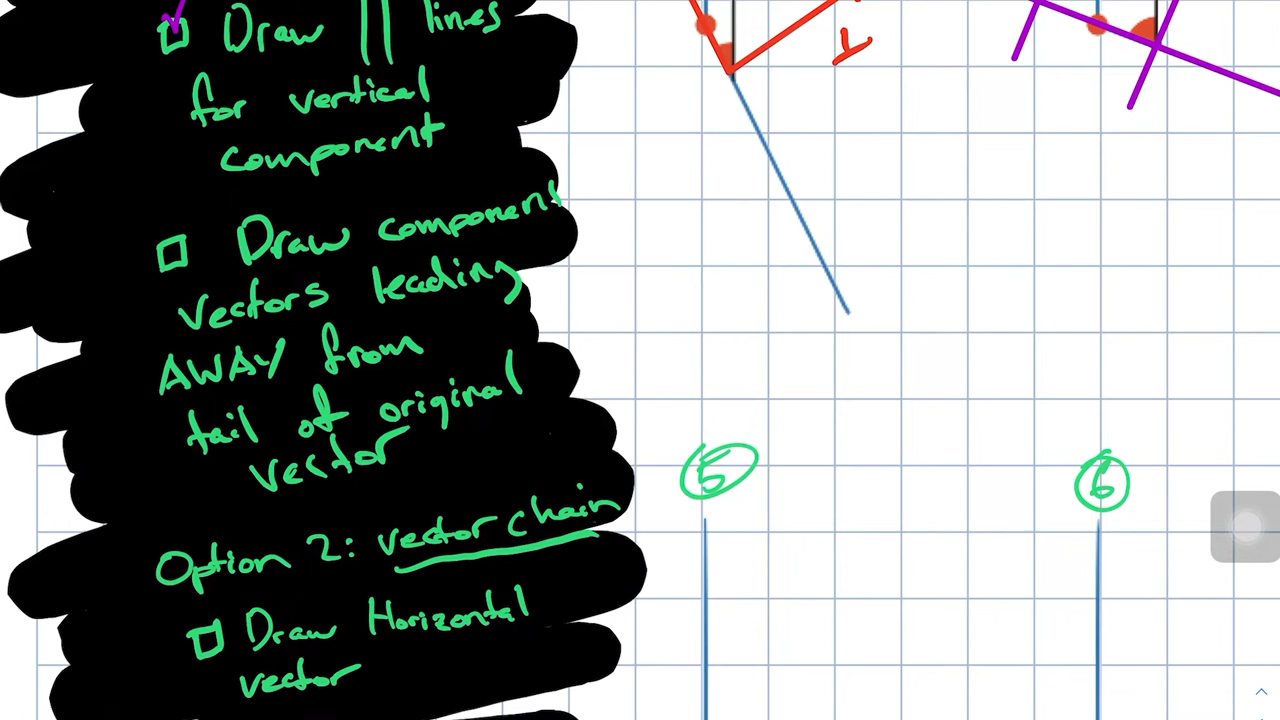 Draw || lines
for vertical
component
Draw component
vectors leading
AWAY from
tail of original
vector
Option 2: vector chain
Draw Horizontal
vector
5
6